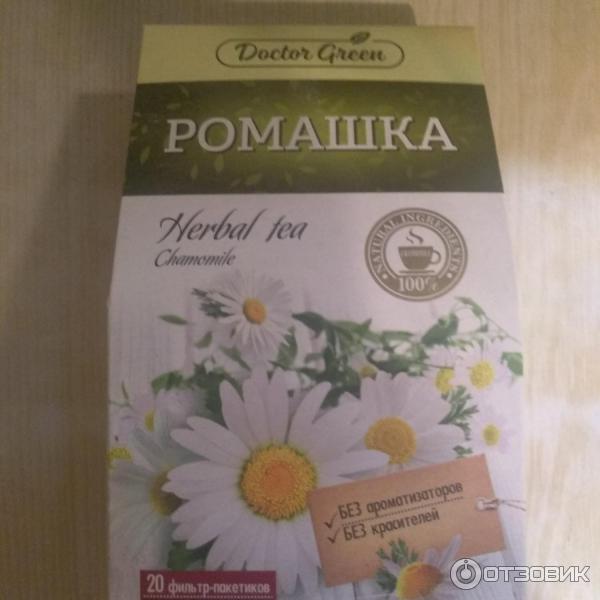 Doctor Green
РОМАШКА
Herbal tea
Chamomile
NATURAL INGREDIENTS
100%
БЕЗ ароматизаторов
БЕЗ красителей
20 фильтр-пакетиков
ОТЗОВИК